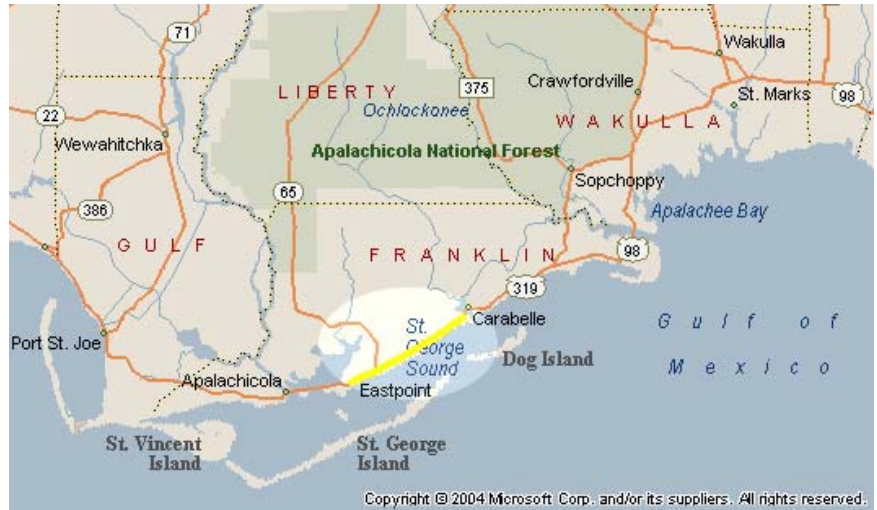 71
Wakulla
375
Crawfordville
LIBERTY
Ochlockonee
St. Marks
98
22
WAKULLA
Wewahitchka
Apalachicola National Forest
Sopchoppy
65
386
Apalachee Bay
GULF
FRANKLIN
98
319
Carabelle
Gulf of
St.
George
Sound
Port St. Joe
Dog Island
Mexico
Apalachicola
Eastpoint
St. Vincent
Island
St. George
Island
Copyright © 2004 Microsoft Corp. and/or its suppliers. All rights reserved.